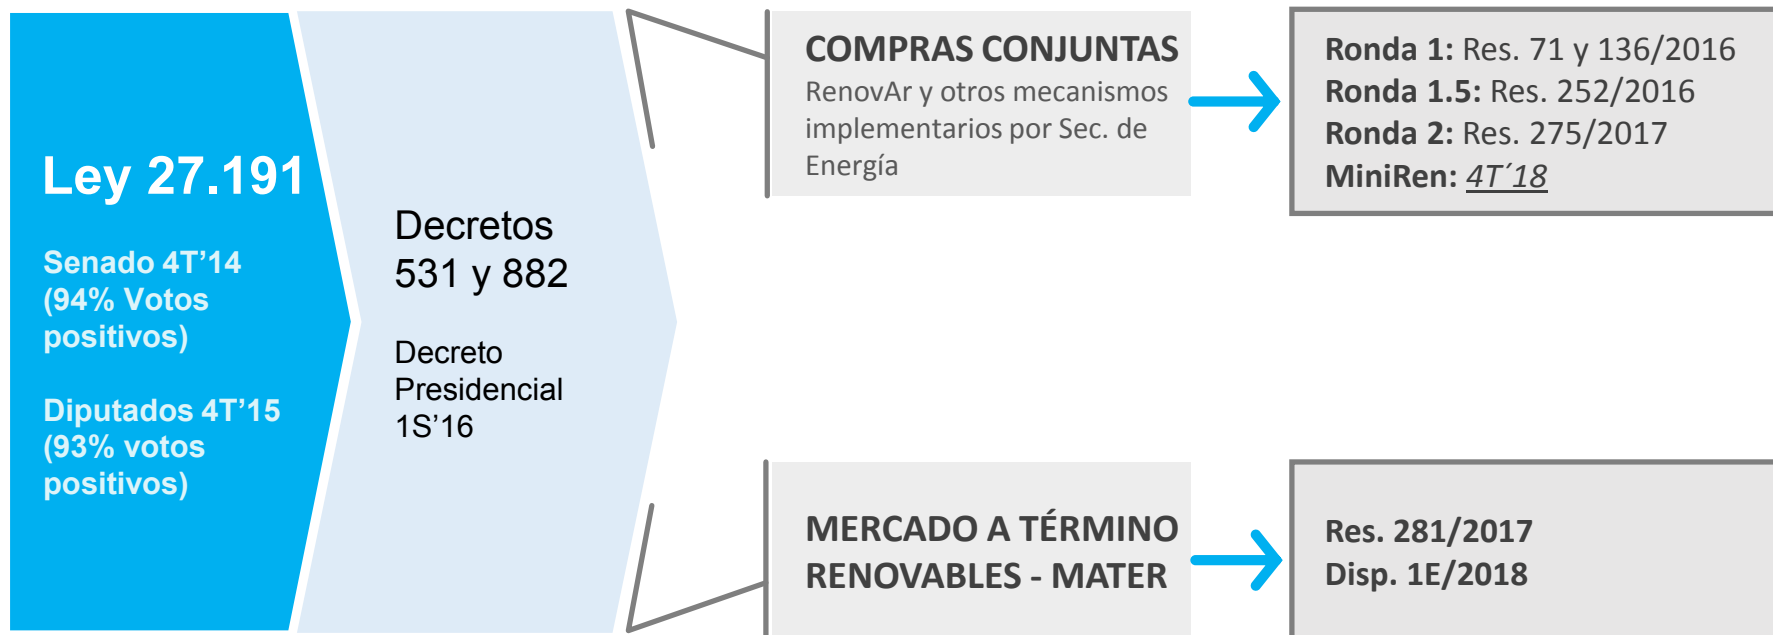 Ley 27.191
Senado 4T’14
(94% Votos
positivos)
Diputados 4T’15
(93% votos
positivos)
Decretos
531 y 882
Decreto
Presidencial
1S’16
COMPRAS CONJUNTAS
RenovAr y otros mecanismos
implementarios por Sec. de
Energía
Ronda 1: Res. 71 y 136/2016
Ronda 1.5: Res. 252/2016
Ronda 2: Res. 275/2017
MiniRen: 4T´18
MERCADO A TÉRMINO
RENOVABLES - MATER
Res. 281/2017
Disp. 1E/2018